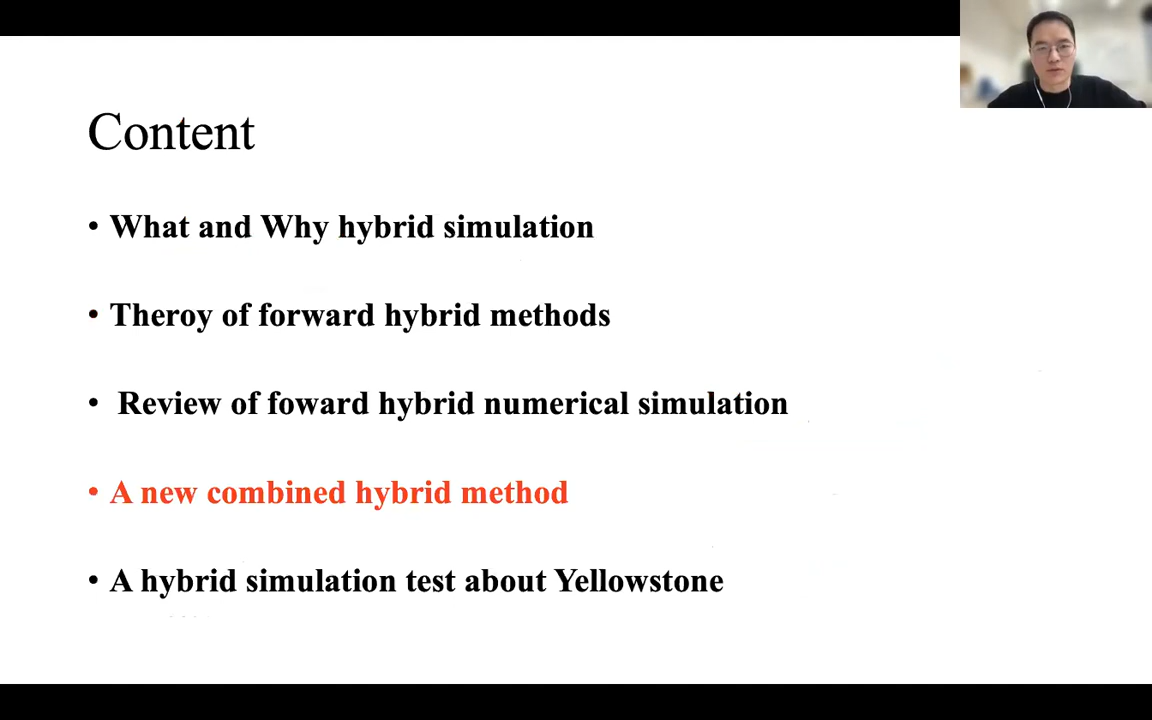 Content
• What and Why hybrid simulation
• Theroy of forward hybrid methods
• Review of foward hybrid numerical simulation
• A new combined hybrid method
• A hybrid simulation test about Yellowstone